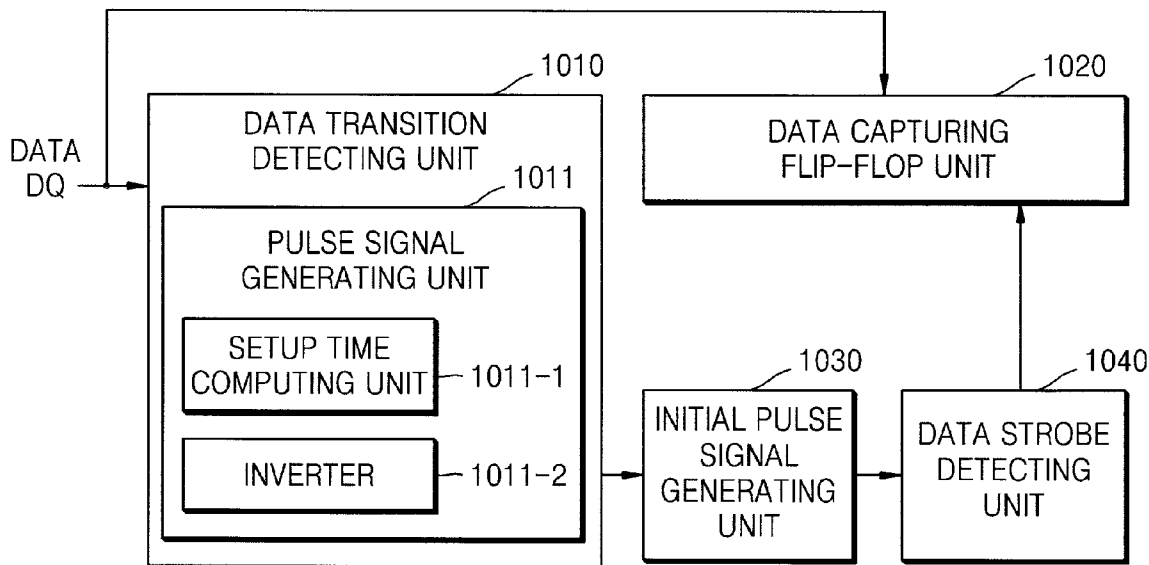 1010
1020
DATA TRANSITION
DETECTING UNIT
DATA CAPTURING
FLIP-FLOP UNIT
DATA
DQ
1011
PULSE SIGNAL
GENERATING UNIT
SETUP TIME
COMPUTING UNIT
1011-1
INVERTER
1011-2
1030
1040
INITIAL PULSE
SIGNAL
GENERATING
UNIT
DATA STROBE
DETECTING
UNIT